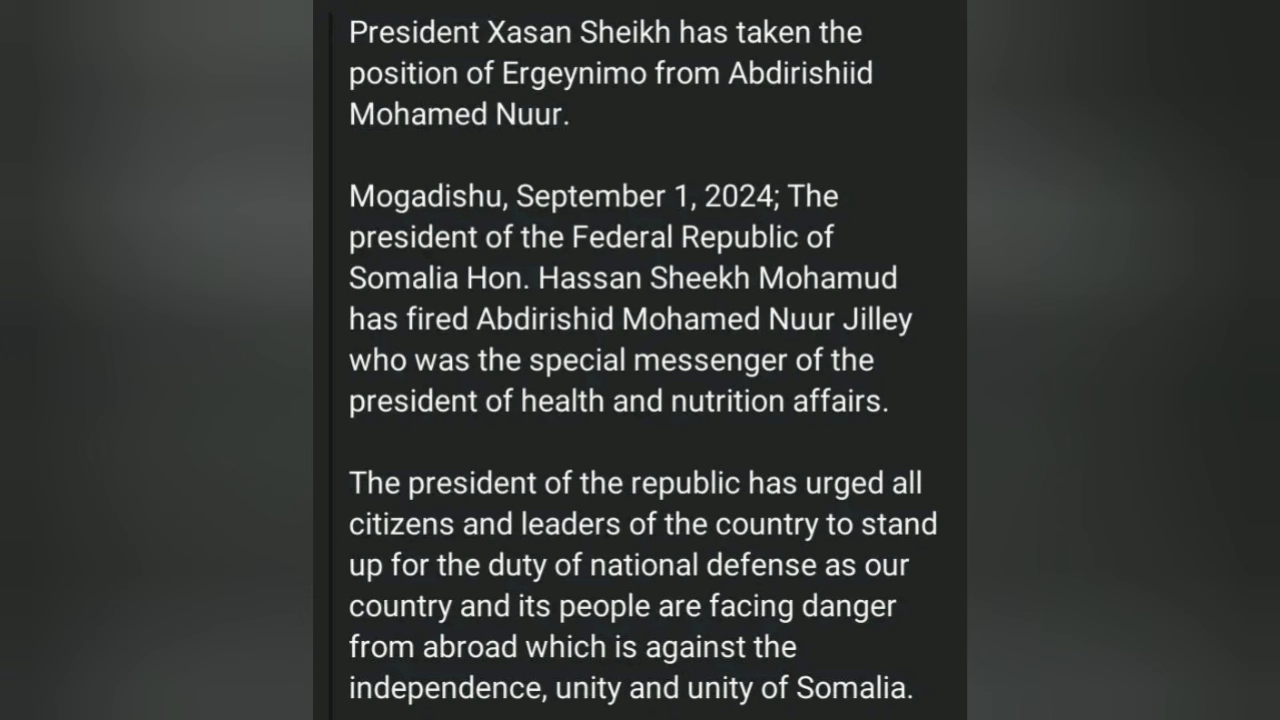 President Xasan Sheikh has taken the
position of Ergeynimo from Abdirishiid
Mohamed Nuur.
Mogadishu, September 1, 2024; The
president of the Federal Republic of
Somalia Hon. Hassan Sheekh Mohamud
has fired Abdirishid Mohamed Nuur Jilley
who was the special messenger of the
president of health and nutrition affairs.
The president of the republic has urged all
citizens and leaders of the country to stand
up for the duty of national defense as our
country and its people are facing danger
from abroad which is against the
independence, unity and unity of Somalia.